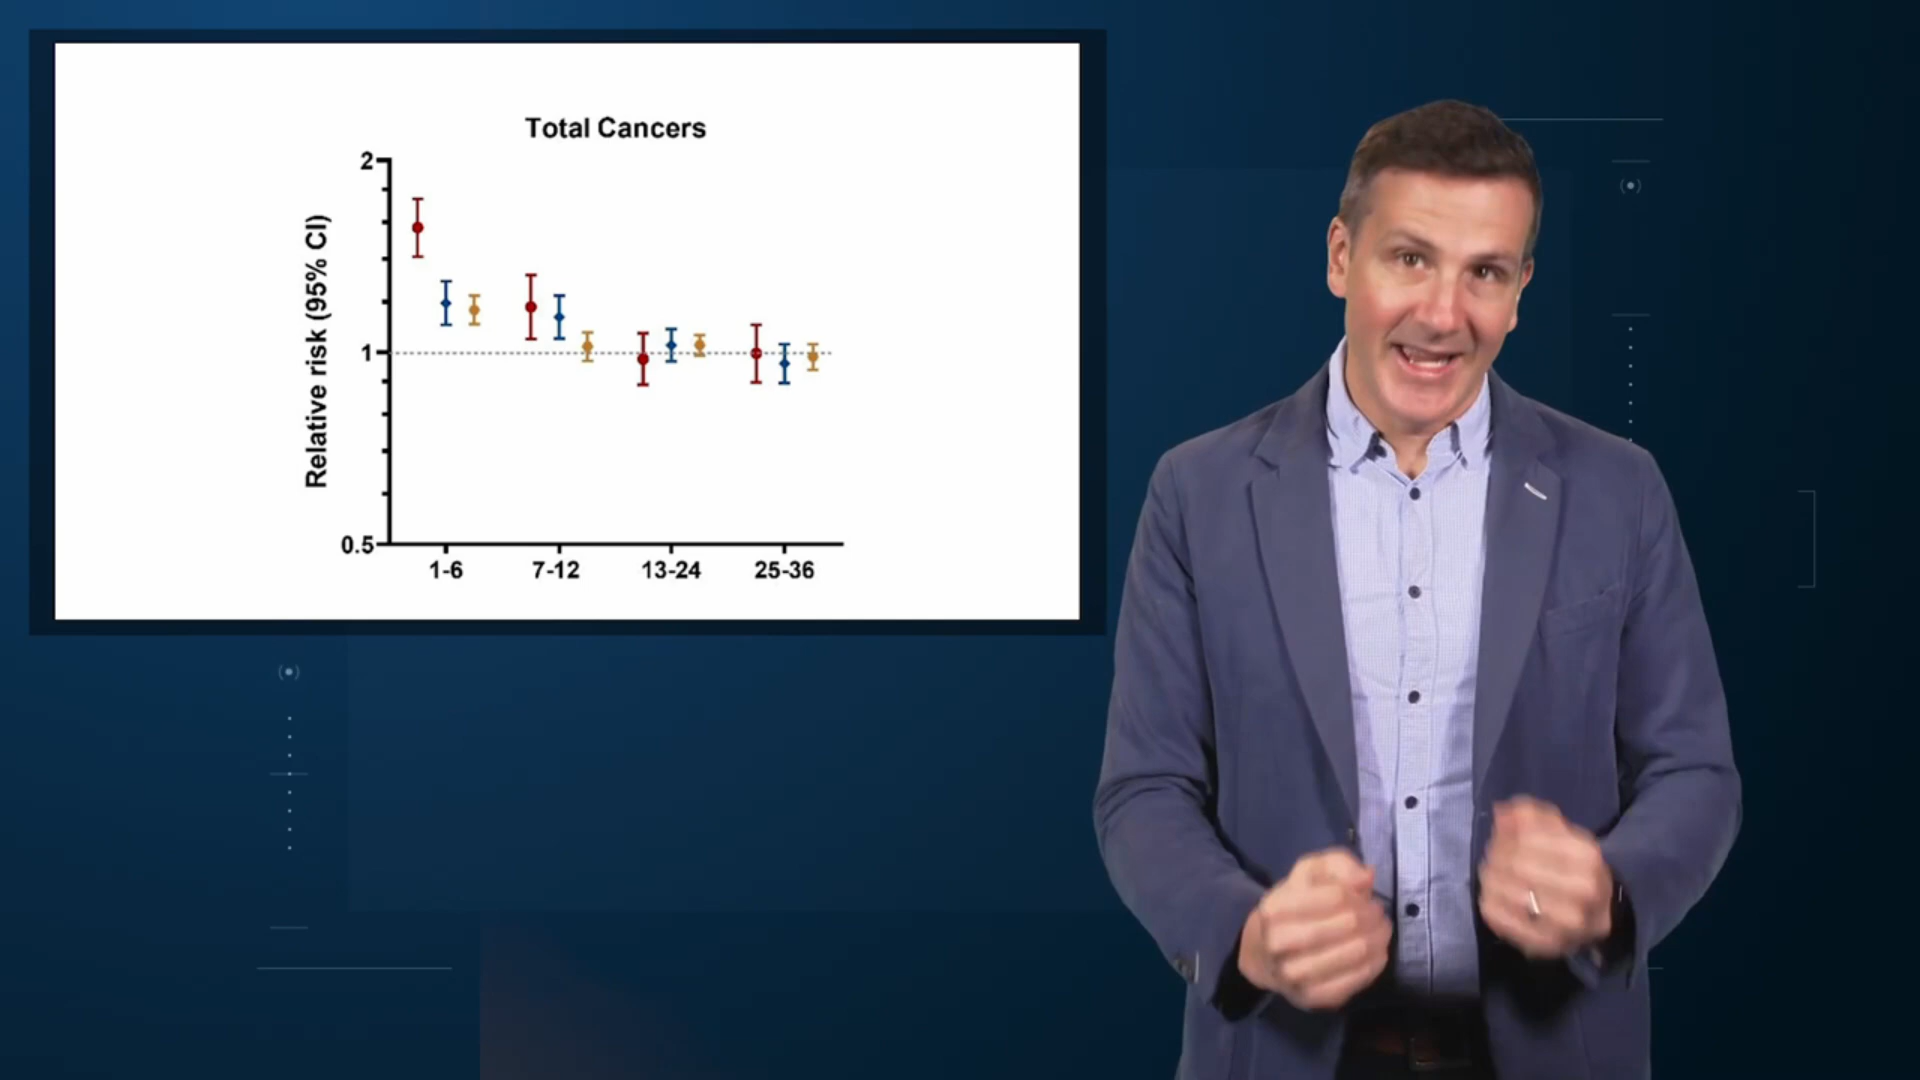 Total Cancers
Relative risk (95% CI)
2
1
0.5
1-6 7-12 13-24 25-36